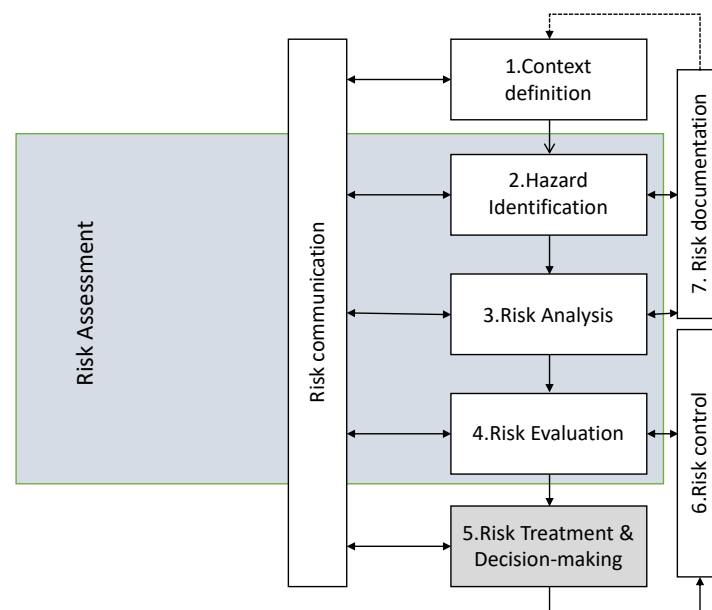 1.Context
definition
2.Hazard
Identification
3.Risk Analysis
4.Risk Evaluation
5.Risk Treatment &
Decision-making
Risk Assessment
Risk communication
7. Risk documentation
6.Risk control